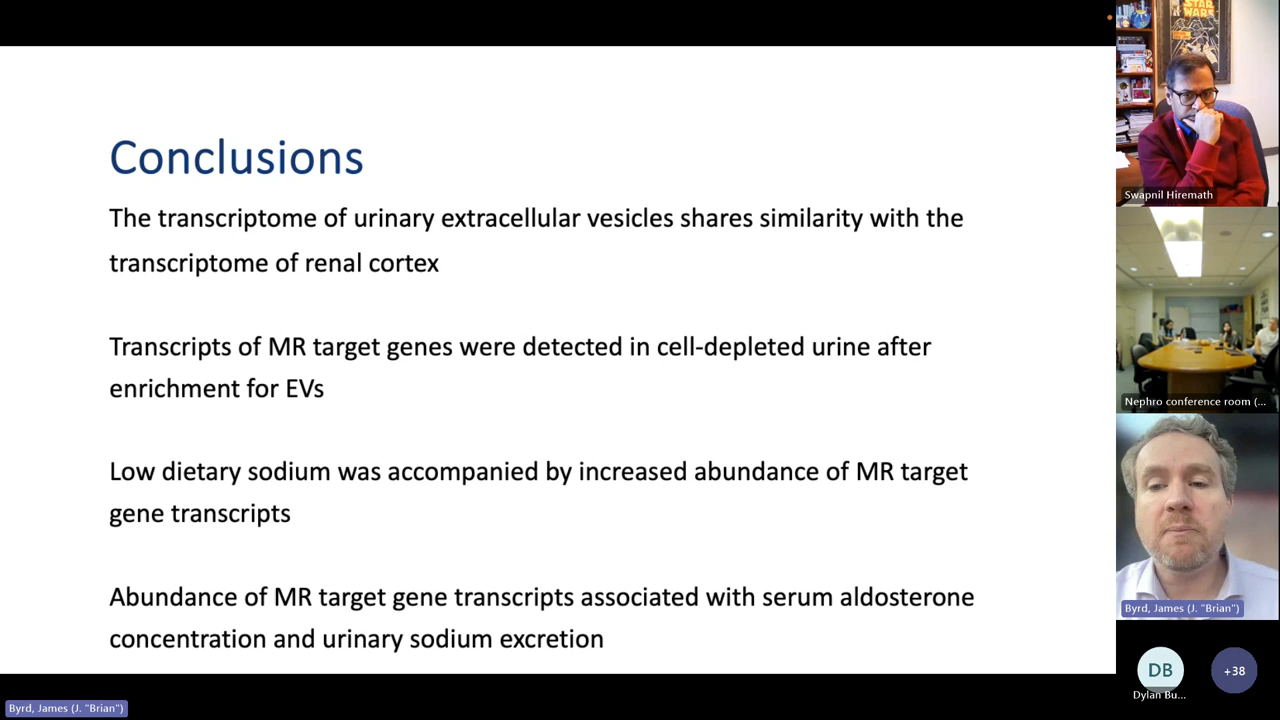 Conclusions
The transcriptome of urinary extracellular vesicles shares similarity with the
transcriptome of renal cortex
Transcripts of MR target genes were detected in cell-depleted urine after
enrichment for EVs
Low dietary sodium was accompanied by increased abundance of MR target
gene transcripts
Abundance of MR target gene transcripts associated with serum aldosterone
concentration and urinary sodium excretion
STAR
WARS
Swapnil Hiremath
Nephro conference room (...
Byrd, James (J. "Brian")
DB
Dylan Bu...
+38
Byrd, James (J. "Brian")